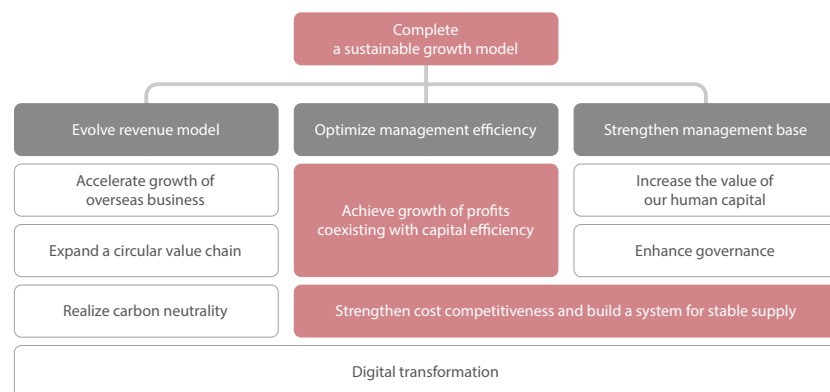 Complete
a sustainable growth model
Evolve revenue model
Optimize management efficiency
Strengthen management base
Accelerate growth of
overseas business
Achieve growth of profits
coexisting with capital efficiency
Increase the value of
our human capital
Expand a circular value chain
Enhance governance
Realize carbon neutrality
Strengthen cost competitiveness and build a system for stable supply
Digital transformation